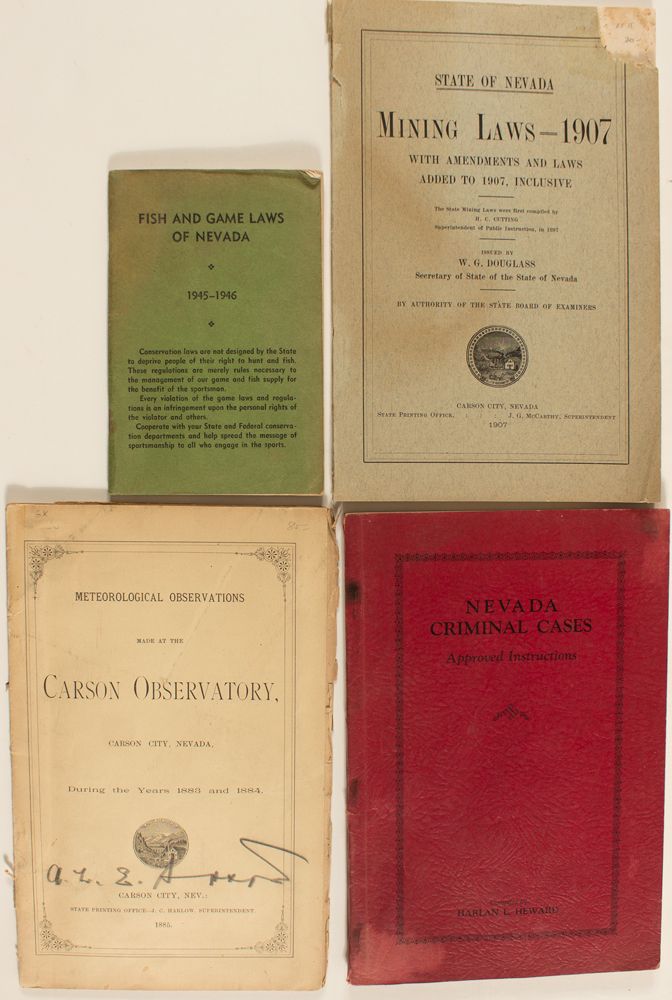 FISH AND GAME LAWS
OF NEVADA
1945–1946
Conservation laws are not designed by the State
to deprive people of their right to hunt and fish.
These regulations are merely rules necessary to
the management of our game and fish supply for
the benefit of the sportsman.
Every violation of the game laws and regula-
tions is an infringement upon the personal rights of
the violator and others.
Cooperate with your State and Federal conserva-
tion departments and help spread the message of
sportsmanship to all who engage in the sports.
STATE OF NEVADA
MINING LAWS—1907
WITH AMENDMENTS AND LAWS
ADDED TO 1907, INCLUSIVE
The State Mining Laws were first compiled by
H. C. CUTTING
Superintendent of Public Instruction, in 1897
ISSUED BY
W. G. DOUGLASS
Secretary of State of the State of Nevada
BY AUTHORITY OF THE STATE BOARD OF EXAMINERS
CARSON CITY, NEVADA
STATE PRINTING OFFICE, : : : J. G. MCCARTHY, SUPERINTENDENT
1907
85—
METEOROLOGICAL OBSERVATIONS
MADE AT THE
CARSON OBSERVATORY,
CARSON CITY, NEVADA,
During the Years 1883 and 1884.
CARSON CITY, NEV.:
STATE PRINTING OFFICE—J. C. HARLOW, SUPERINTENDENT.
1885.
NEVADA
CRIMINAL CASES
Approved Instructions
HARLAN L. HEWARD